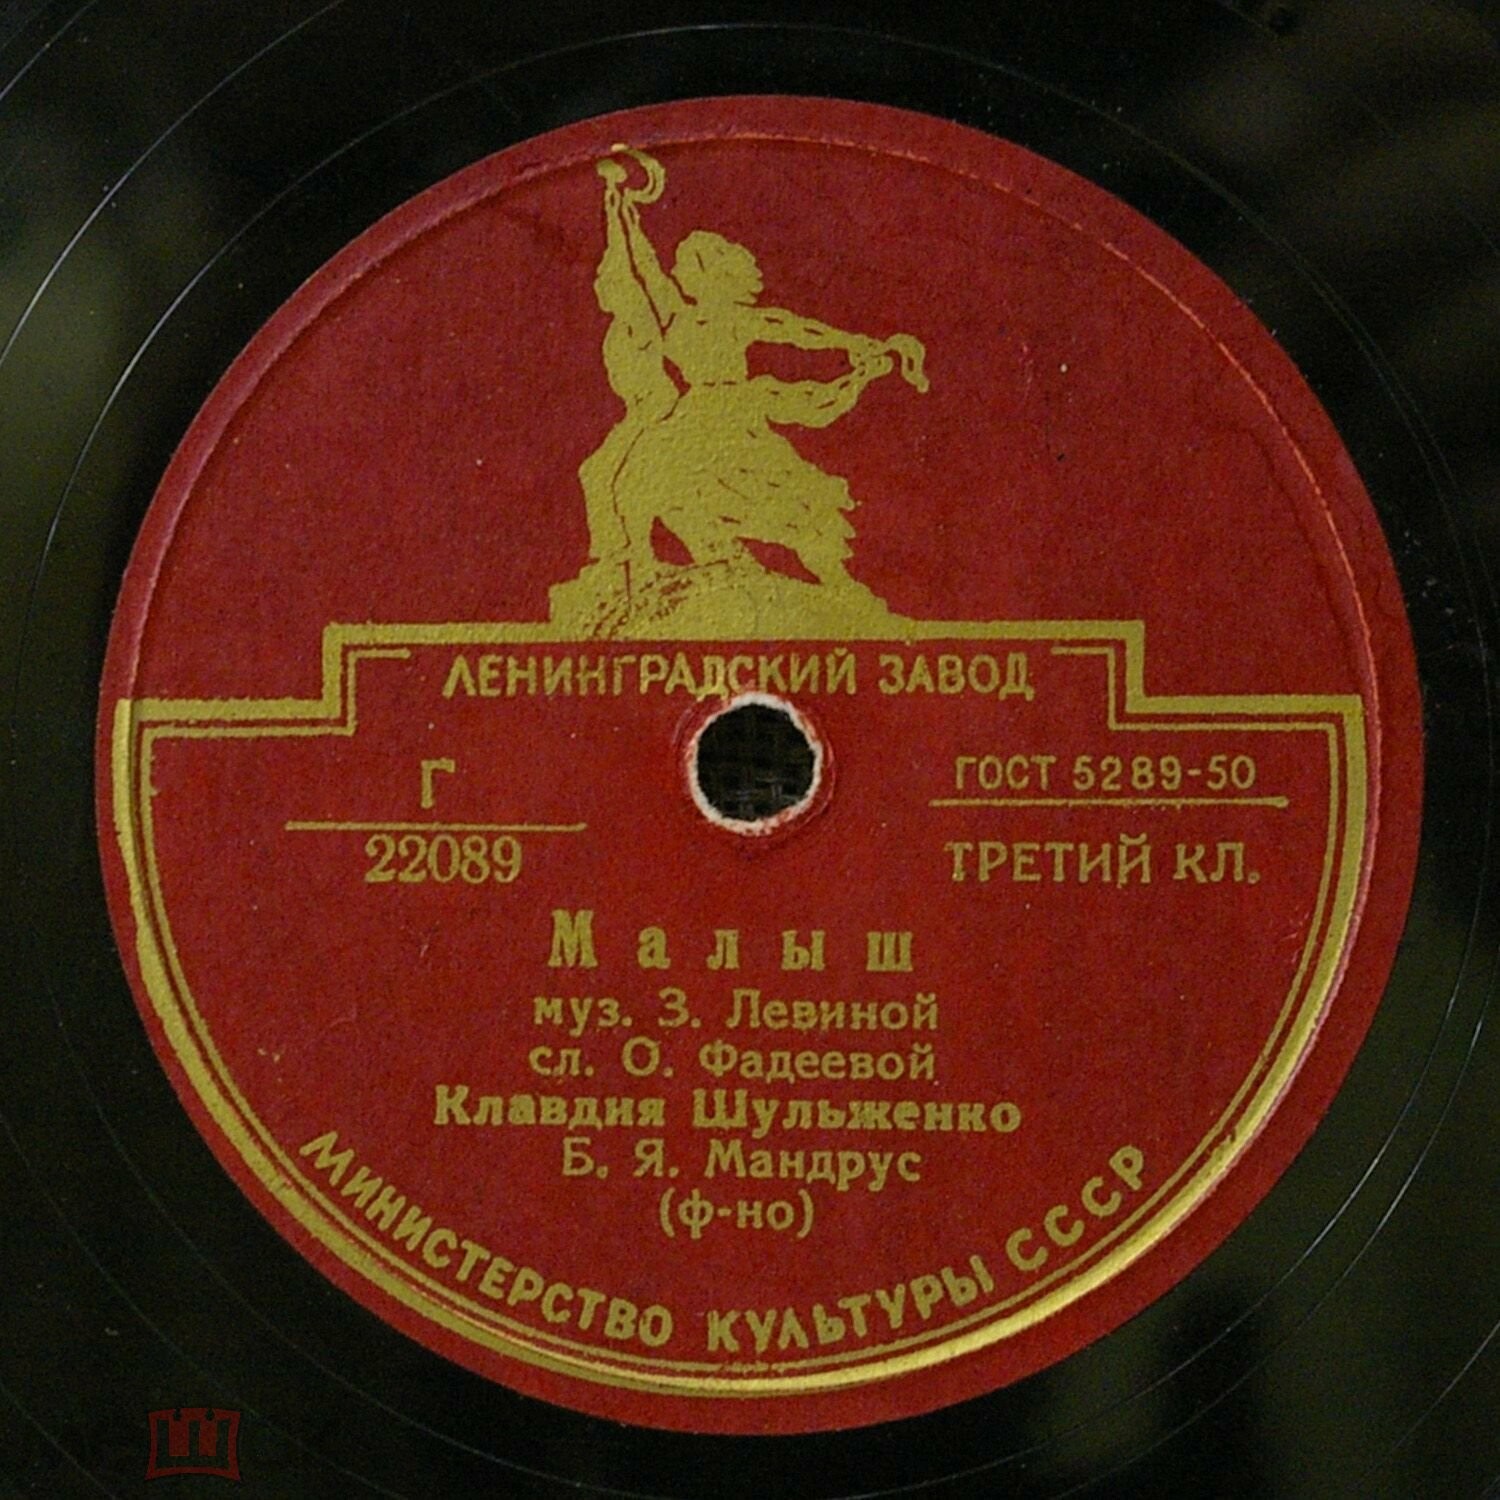 ЛЕНИНГРАДСКИЙ ЗАВОД
Г
22089
ГОСТ 5289-50
ТРЕТИЙ КЛ.
Малыш
муз. З. Левиной
сл. О. Фадеевой
Клавдия Шульженко
Б. Я. Мандрус
(ф-но)
МИНИСТЕРСТВО КУЛЬТУРЫ СССР